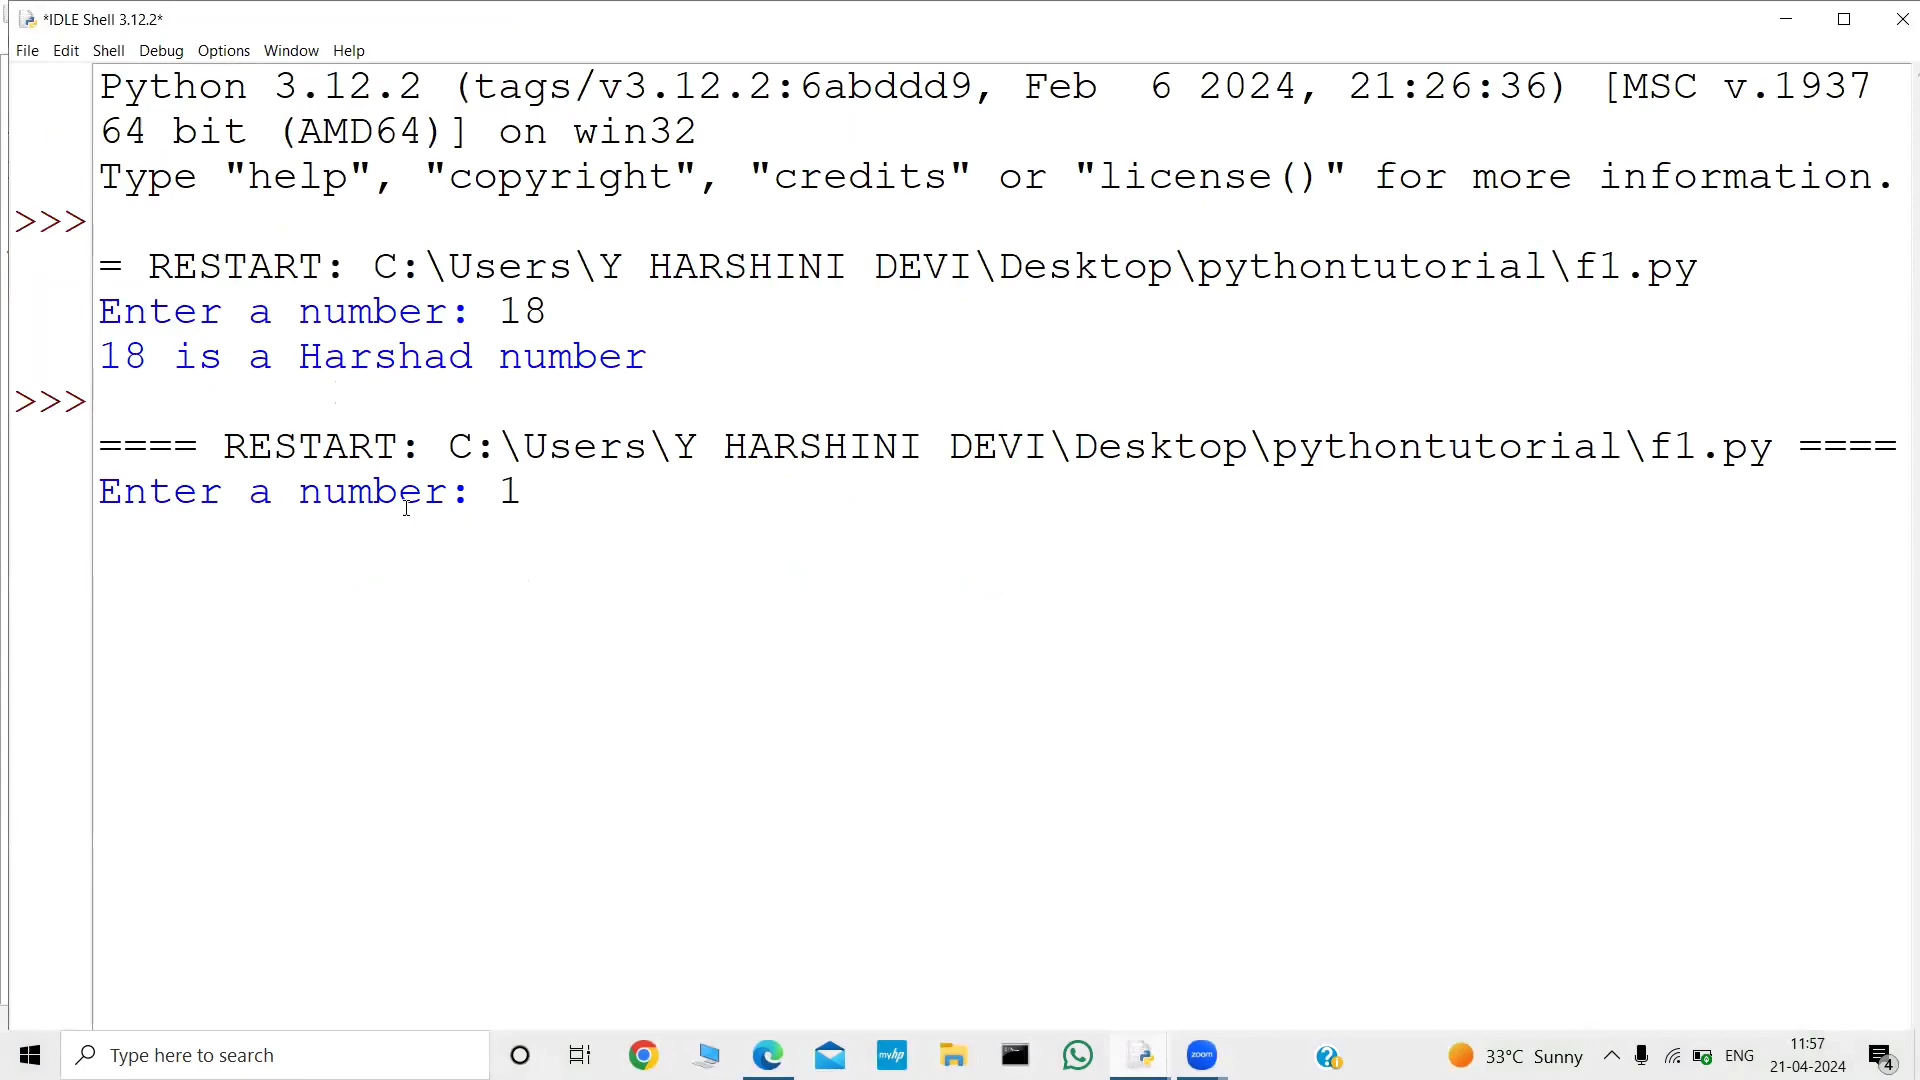 *IDLE Shell 3.12.2*
File Edit Shell Debug Options Window Help
Python 3.12.2 (tags/v3.12.2:6abddd9, Feb  6 2024, 21:26:36) [MSC v.1937
64 bit (AMD64)] on win32
Type "help", "copyright", "credits" or "license()" for more information.
>>>
= RESTART: C:\Users\Y HARSHINI DEVI\Desktop\pythontutorial\f1.py
Enter a number: 18
18 is a Harshad number
>>>
==== RESTART: C:\Users\Y HARSHINI DEVI\Desktop\pythontutorial\f1.py ====
Enter a number: 1
Type here to search
myhp
zoom
33°C Sunny
ENG
11:57
21-04-2024
4